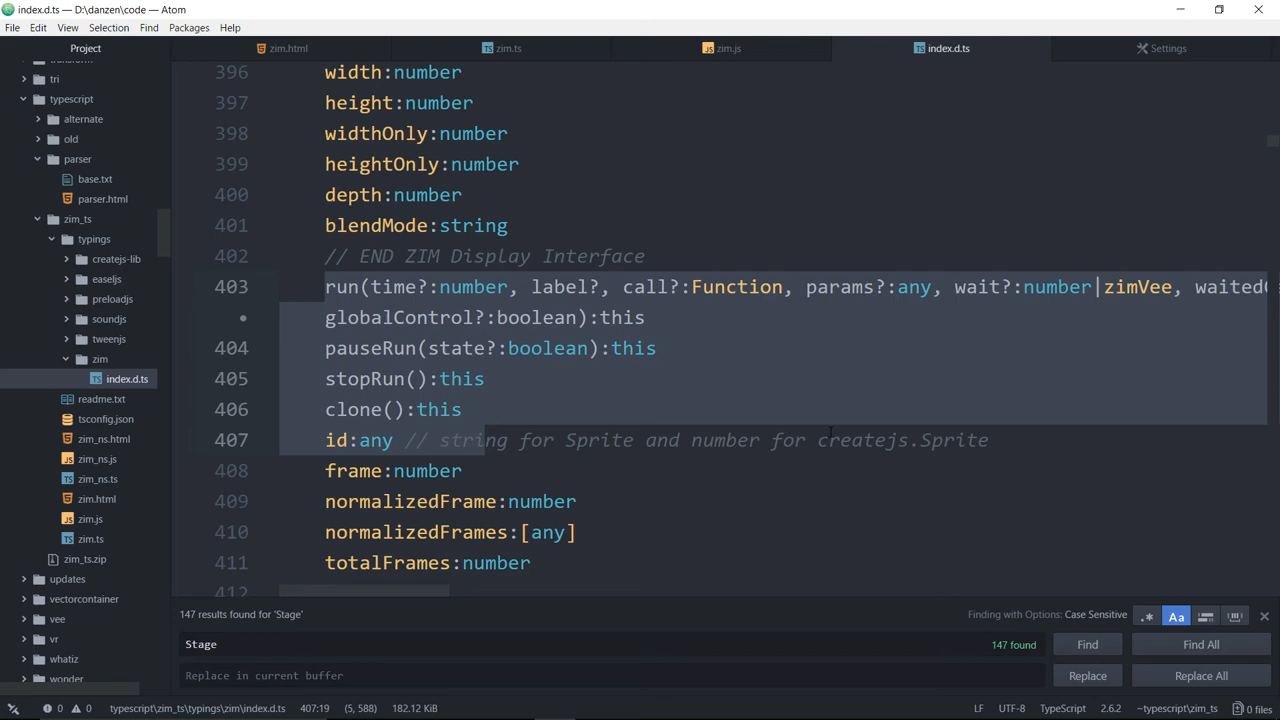 index.d.ts — D:\danzen\code — Atom
File Edit View Selection Find Packages Help
Project
zim.html
zim.ts
zim.js
index.d.ts
Settings
tri
typescript
alternate
old
parser
base.txt
parser.html
zim_ts
typings
createjs-lib
easeljs
preloadjs
soundjs
tweenjs
zim
index.d.ts
readme.txt
tsconfig.json
zim_ns.html
zim_ns.js
zim_ns.ts
zim.html
zim.js
zim.ts
zim_ts.zip
updates
vectorcontainer
vee
vr
whatiz
wonder
396 width:number
397 height:number
398 widthOnly:number
399 heightOnly:number
400 depth:number
401 blendMode:string
402 // END ZIM Display Interface
403 run(time?:number, label?, call?:Function, params?:any, wait?:number|zimVee, waited
• globalControl?:boolean):this
404 pauseRun(state?:boolean):this
405 stopRun():this
406 clone():this
407 id:any // string for Sprite and number for createjs.Sprite
408 frame:number
409 normalizedFrame:number
410 normalizedFrames:[any]
411 totalFrames:number
412
147 results found for 'Stage'
Finding with Options: Case Sensitive
.* Aa
Stage
147 found
Find
Find All
Replace in current buffer
Replace
Replace All
0 0 typescript\zim_ts\typings\zim\index.d.ts 407:19 (5, 588) 182.12 KiB
LF UTF-8 TypeScript 2.6.2 ~typescript\zim_ts 0 files